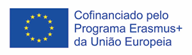 Cofinanciado pelo
Programa Erasmus+
da União Europeia